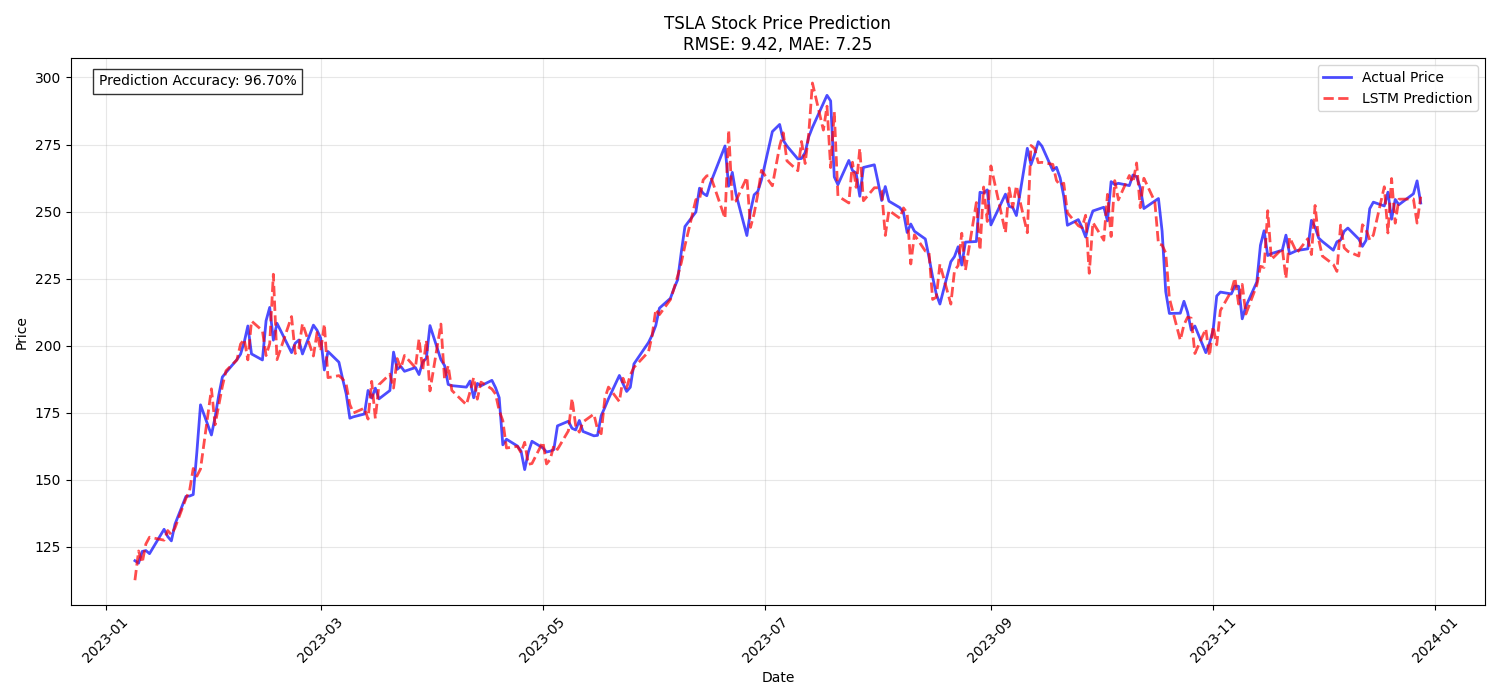 TSLA Stock Price Prediction
RMSE: 9.42, MAE: 7.25
Prediction Accuracy: 96.70%
Actual Price
LSTM Prediction
300
275
250
225
200
175
150
125
Price
2023-01
2023-03
2023-05
2023-07
2023-09
2023-11
2024-01
Date